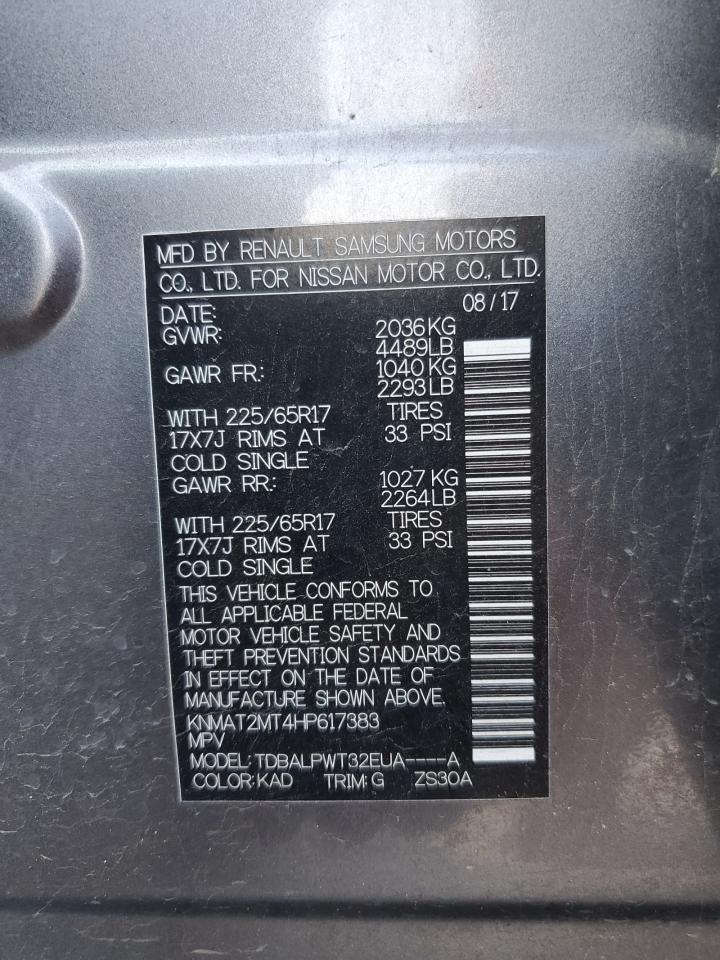 MFD BY RENAULT SAMSUNG MOTORS
CO., LTD. FOR NISSAN MOTOR CO., LTD.
DATE: 08/17
GVWR: 2036KG
4489LB
GAWR FR.: 1040KG
2293LB
WITH 225/65R17 TIRES
17X7J RIMS AT 33 PSI
COLD SINGLE
GAWR RR.: 1027KG
2264LB
WITH 225/65R17 TIRES
17X7J RIMS AT 33 PSI
COLD SINGLE
THIS VEHICLE CONFORMS TO
ALL APPLICABLE FEDERAL
MOTOR VEHICLE SAFETY AND
THEFT PREVENTION STANDARDS
IN EFFECT ON THE DATE OF
MANUFACTURE SHOWN ABOVE.
KNMAT2MT4HP617383
MPV
MODEL: TDBALPWT32EUA----A
COLOR:KAD TRIM:G ZS30A